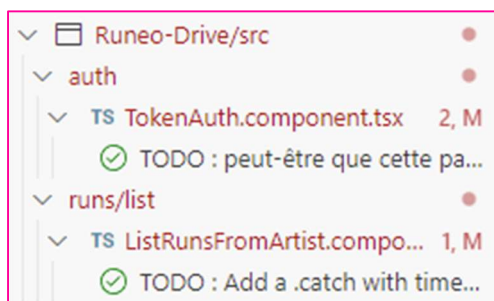 Runeo-Drive/src
auth
TS TokenAuth.component.tsx 2, M
TODO : peut-être que cette pa...
runs/list
TS ListRunsFromArtist.compo... 1, M
TODO : Add a .catch with time...